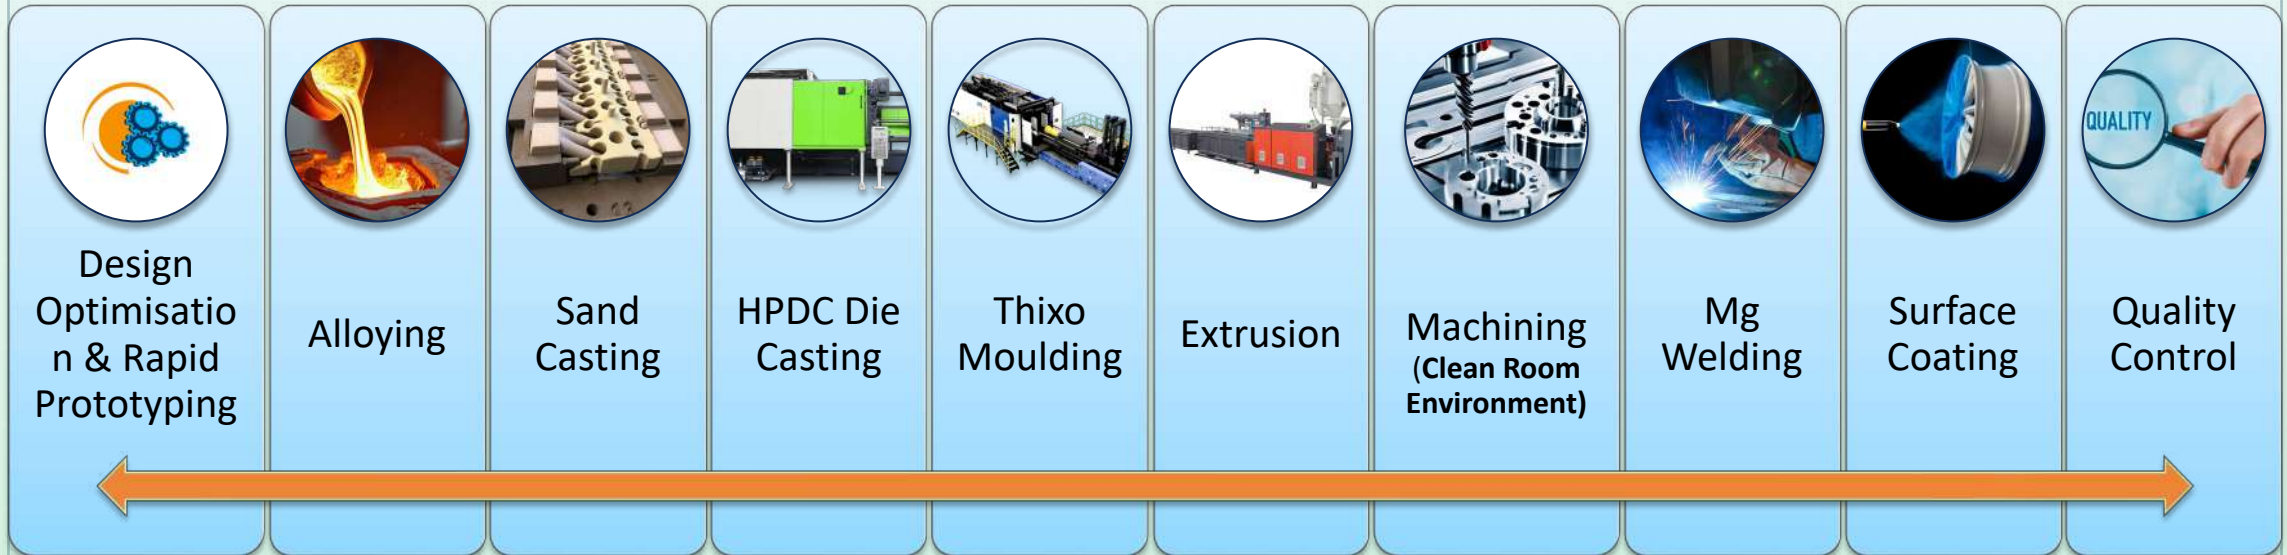 Design
Optimisatio
n & Rapid
Prototyping
Alloying
Sand
Casting
HPDC Die
Casting
Thixo
Moulding
Extrusion
Machining
(Clean Room
Environment)
Mg
Welding
Surface
Coating
QUALITY
Quality
Control